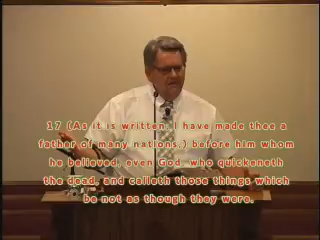 17 (As it is written, I have made thee a
father of many nations,) before him whom
he believed, even God, who quickeneth
the dead, and calleth those things which
be not as though they were.